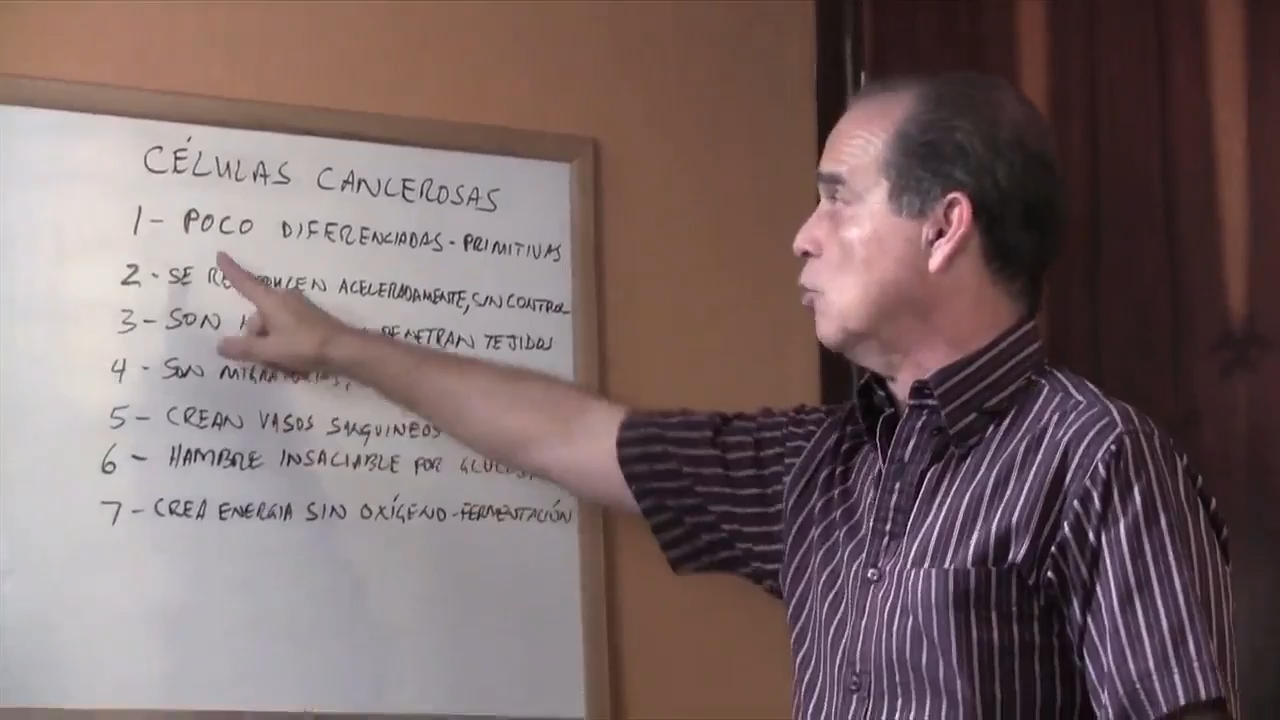 CÉLULAS CANCEROSAS
1- POCO DIFERENCIADAS - PRIMITIVAS
2- SE ACELERADAMENTE, SIN CONTROL
3- SON PENETRAN TEJIDOS
4- SON
5- CREAN VASOS SANGUINEOS
6- HAMBRE INSACIABLE POR
7- CREA ENERGIA SIN OXÍGENO - FERMENTACIÓN